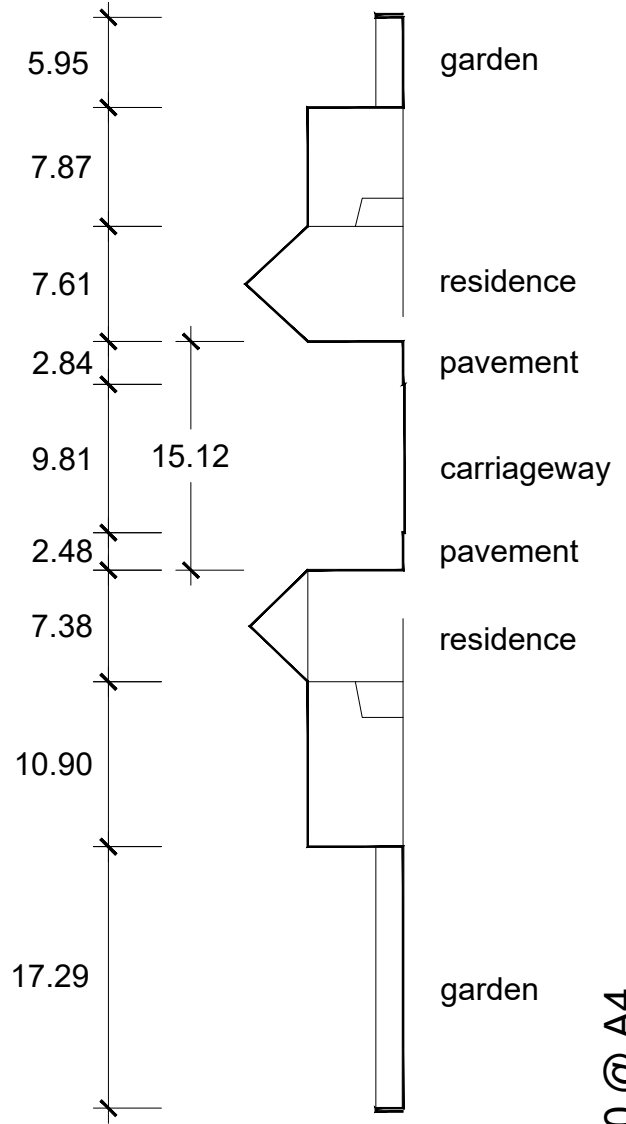 5.95
garden
7.87
7.61
residence
2.84
pavement
9.81
15.12
carriageway
2.48
pavement
7.38
residence
10.90
17.29
garden
@ A4